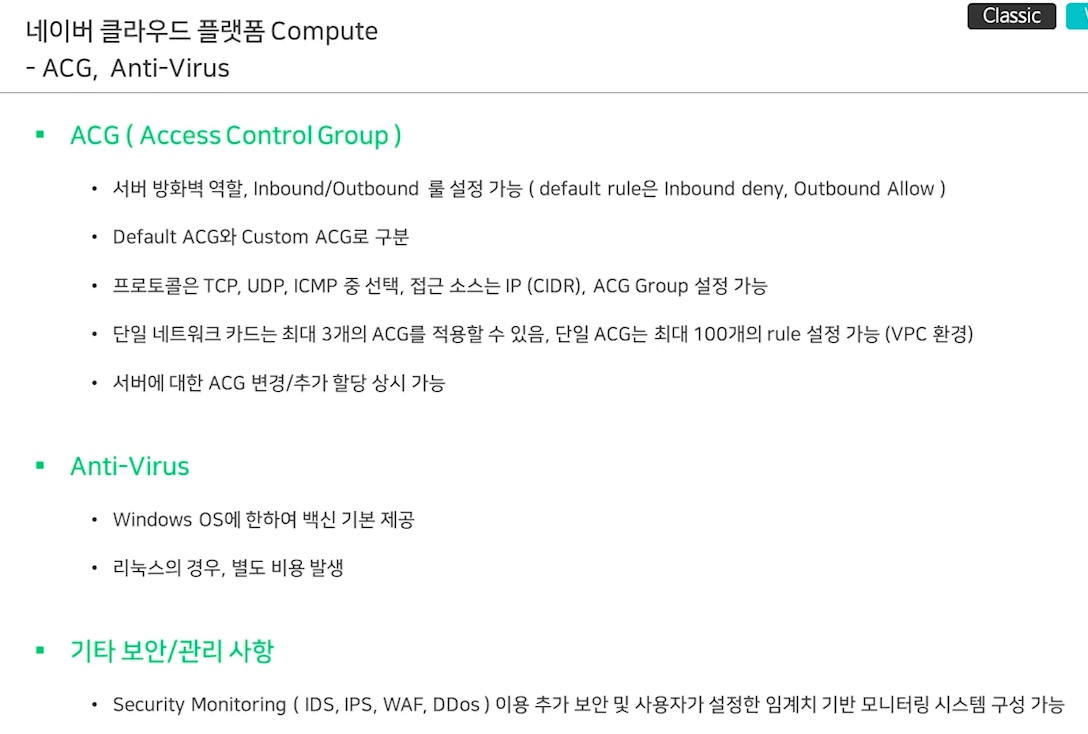 네이버 클라우드 플랫폼 Compute
Classic
- ACG, Anti-Virus
▪ ACG ( Access Control Group )
• 서버 방화벽 역할, Inbound/Outbound 룰 설정 가능 ( default rule은 Inbound deny, Outbound Allow )
• Default ACG와 Custom ACG로 구분
• 프로토콜은 TCP, UDP, ICMP 중 선택, 접근 소스는 IP (CIDR), ACG Group 설정 가능
• 단일 네트워크 카드는 최대 3개의 ACG를 적용할 수 있음, 단일 ACG는 최대 100개의 rule 설정 가능 (VPC 환경)
• 서버에 대한 ACG 변경/추가 할당 상시 가능
▪ Anti-Virus
• Windows OS에 한하여 백신 기본 제공
• 리눅스의 경우, 별도 비용 발생
▪ 기타 보안/관리 사항
• Security Monitoring ( IDS, IPS, WAF, DDos ) 이용 추가 보안 및 사용자가 설정한 임계치 기반 모니터링 시스템 구성 가능